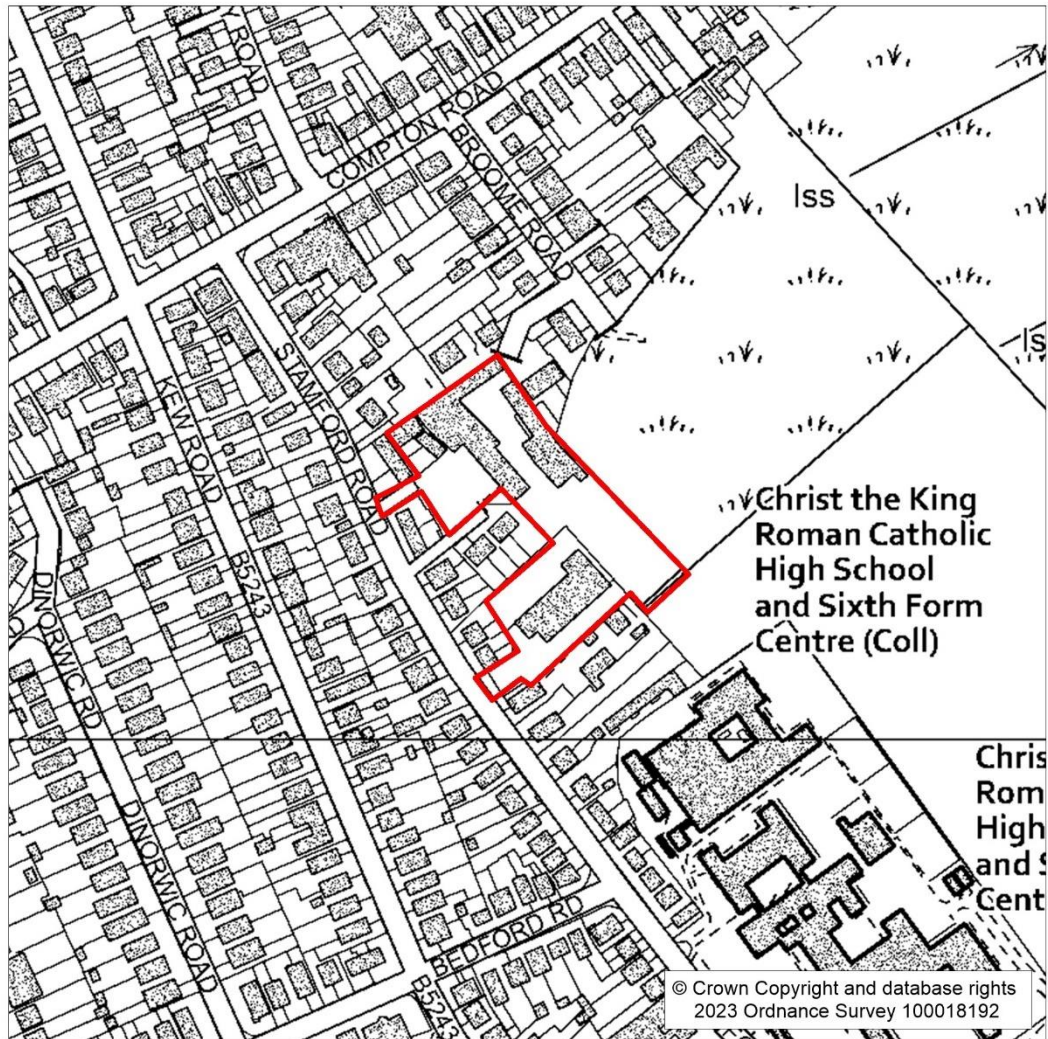 Y ROAD
COMPTON ROAD
BROOME ROAD
lss
ls
STAMFORD ROAD
KEW ROAD
B5243
Christ the King
Roman Catholic
High School
and Sixth Form
Centre (Coll)
DINORWIC RD
DINORWIC ROAD
Chris
Rom
High
and S
Cent
BEDFORD RD
B5243
© Crown Copyright and database rights
2023 Ordnance Survey 100018192